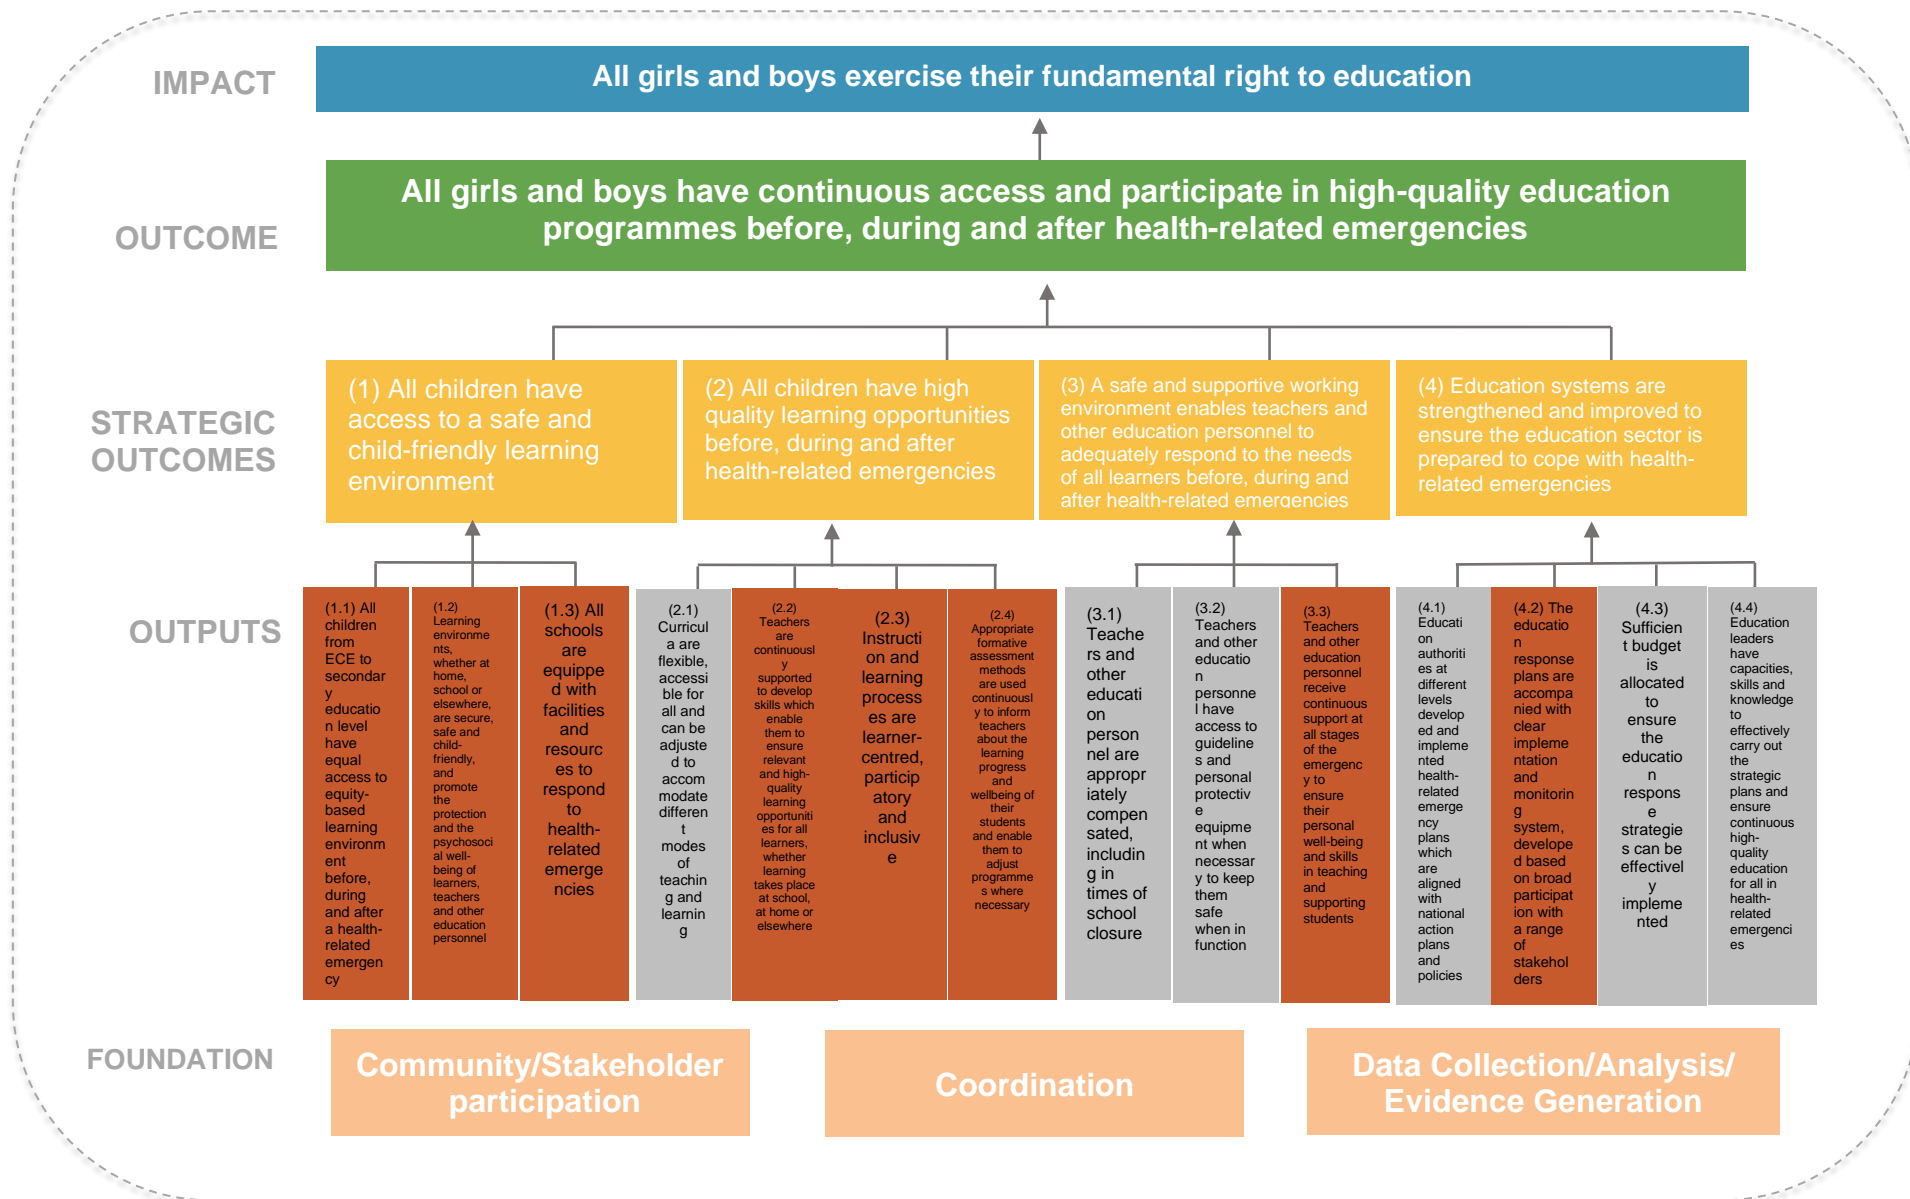 IMPACT
All girls and boys exercise their fundamental right to education
OUTCOME
All girls and boys have continuous access and participate in high-quality education
programmes before, during and after health-related emergencies
STRATEGIC
OUTCOMES
(1) All children have
access to a safe and
child-friendly learning
environment
(2) All children have high
quality learning opportunities
before, during and after
health-related emergencies
(3) A safe and supportive working
environment enables teachers and
other education personnel to
adequately respond to the needs
of all learners before, during and
after health-related emergencies
(4) Education systems are
strengthened and improved to
ensure the education sector is
prepared to cope with health-
related emergencies
OUTPUTS
(1.1) All
children
from
ECE to
secondar
y
educatio
n level
have
equal
access to
equity-
based
learning
environm
ent
before,
during
and after
a health-
related
emergen
cy
(1.2)
Learning
environme
nts,
whether at
home,
school or
elsewhere,
are secure,
safe and
child-
friendly,
and
promote
the
protection
and the
psychosoci
al well-
being of
learners,
teachers
and other
education
personnel
(1.3) All
schools
are
equippe
d with
facilities
and
resourc
es to
respond
to
health-
related
emerge
ncies
(2.1)
Curricul
a are
flexible,
accessi
ble for
all and
can be
adjuste
d to
accom
modate
differen
t
modes
of
teachin
g and
learnin
g
(2.2)
Teachers
are
continuousl
y
supported
to develop
skills which
enable
them to
ensure
relevant
and high-
quality
learning
opportuniti
es for all
learners,
whether
learning
takes place
at school,
at home or
elsewhere
(2.3)
Instructi
on and
learning
process
es are
learner-
centred,
particip
atory
and
inclusiv
e
(2.4)
Appropriate
formative
assessment
methods
are used
continuousl
y to inform
teachers
about the
learning
progress
and
wellbeing of
their
students
and enable
them to
adjust
programme
s where
necessary
(3.1)
Teache
rs and
other
educati
on
person
nel are
appropr
iately
compen
sated,
includin
g in
times of
school
closure
(3.2)
Teachers
and other
educatio
n
personne
l have
access to
guideline
s and
personal
protectiv
e
equipme
nt when
necessar
y to keep
them
safe
when in
function
(3.3)
Teachers
and other
education
personnel
receive
continuous
support at
all stages
of the
emergenc
y to
ensure
their
personal
well-being
and skills
in teaching
and
supporting
students
(4.1)
Educati
on
authoriti
es at
different
levels
develop
ed and
impleme
nted
health-
related
emerge
ncy
plans
which
are
aligned
with
national
action
plans
and
policies
(4.2) The
educatio
n
response
plans are
accompa
nied with
clear
impleme
ntation
and
monitorin
g
system,
develope
d based
on broad
participat
ion with
a range
of
stakehol
ders
(4.3)
Sufficien
t budget
is
allocated
to
ensure
the
educatio
n
respons
e
strategie
s can be
effectivel
y
impleme
nted
(4.4)
Education
leaders
have
capacities,
skills and
knowledge
to
effectively
carry out
the
strategic
plans and
ensure
continuous
high-
quality
education
for all in
health-
related
emergenci
es
FOUNDATION
Community/Stakeholder
participation
Coordination
Data Collection/Analysis/
Evidence Generation